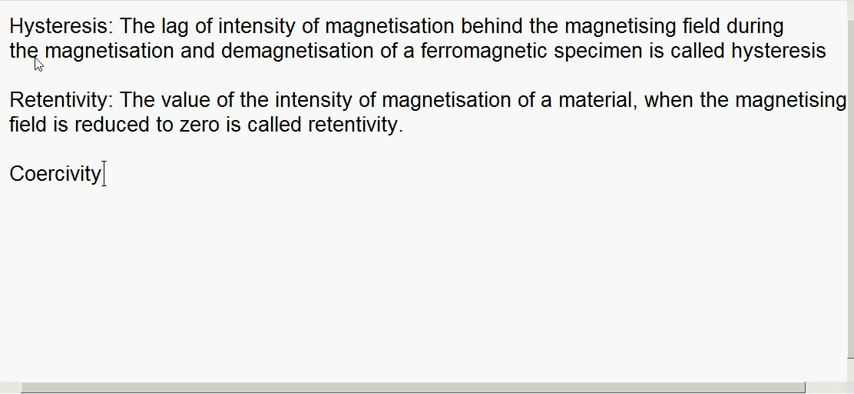 Hysteresis: The lag of intensity of magnetisation behind the magnetising field during
the magnetisation and demagnetisation of a ferromagnetic specimen is called hysteresis
Retentivity: The value of the intensity of magnetisation of a material, when the magnetising
field is reduced to zero is called retentivity.
Coercivity